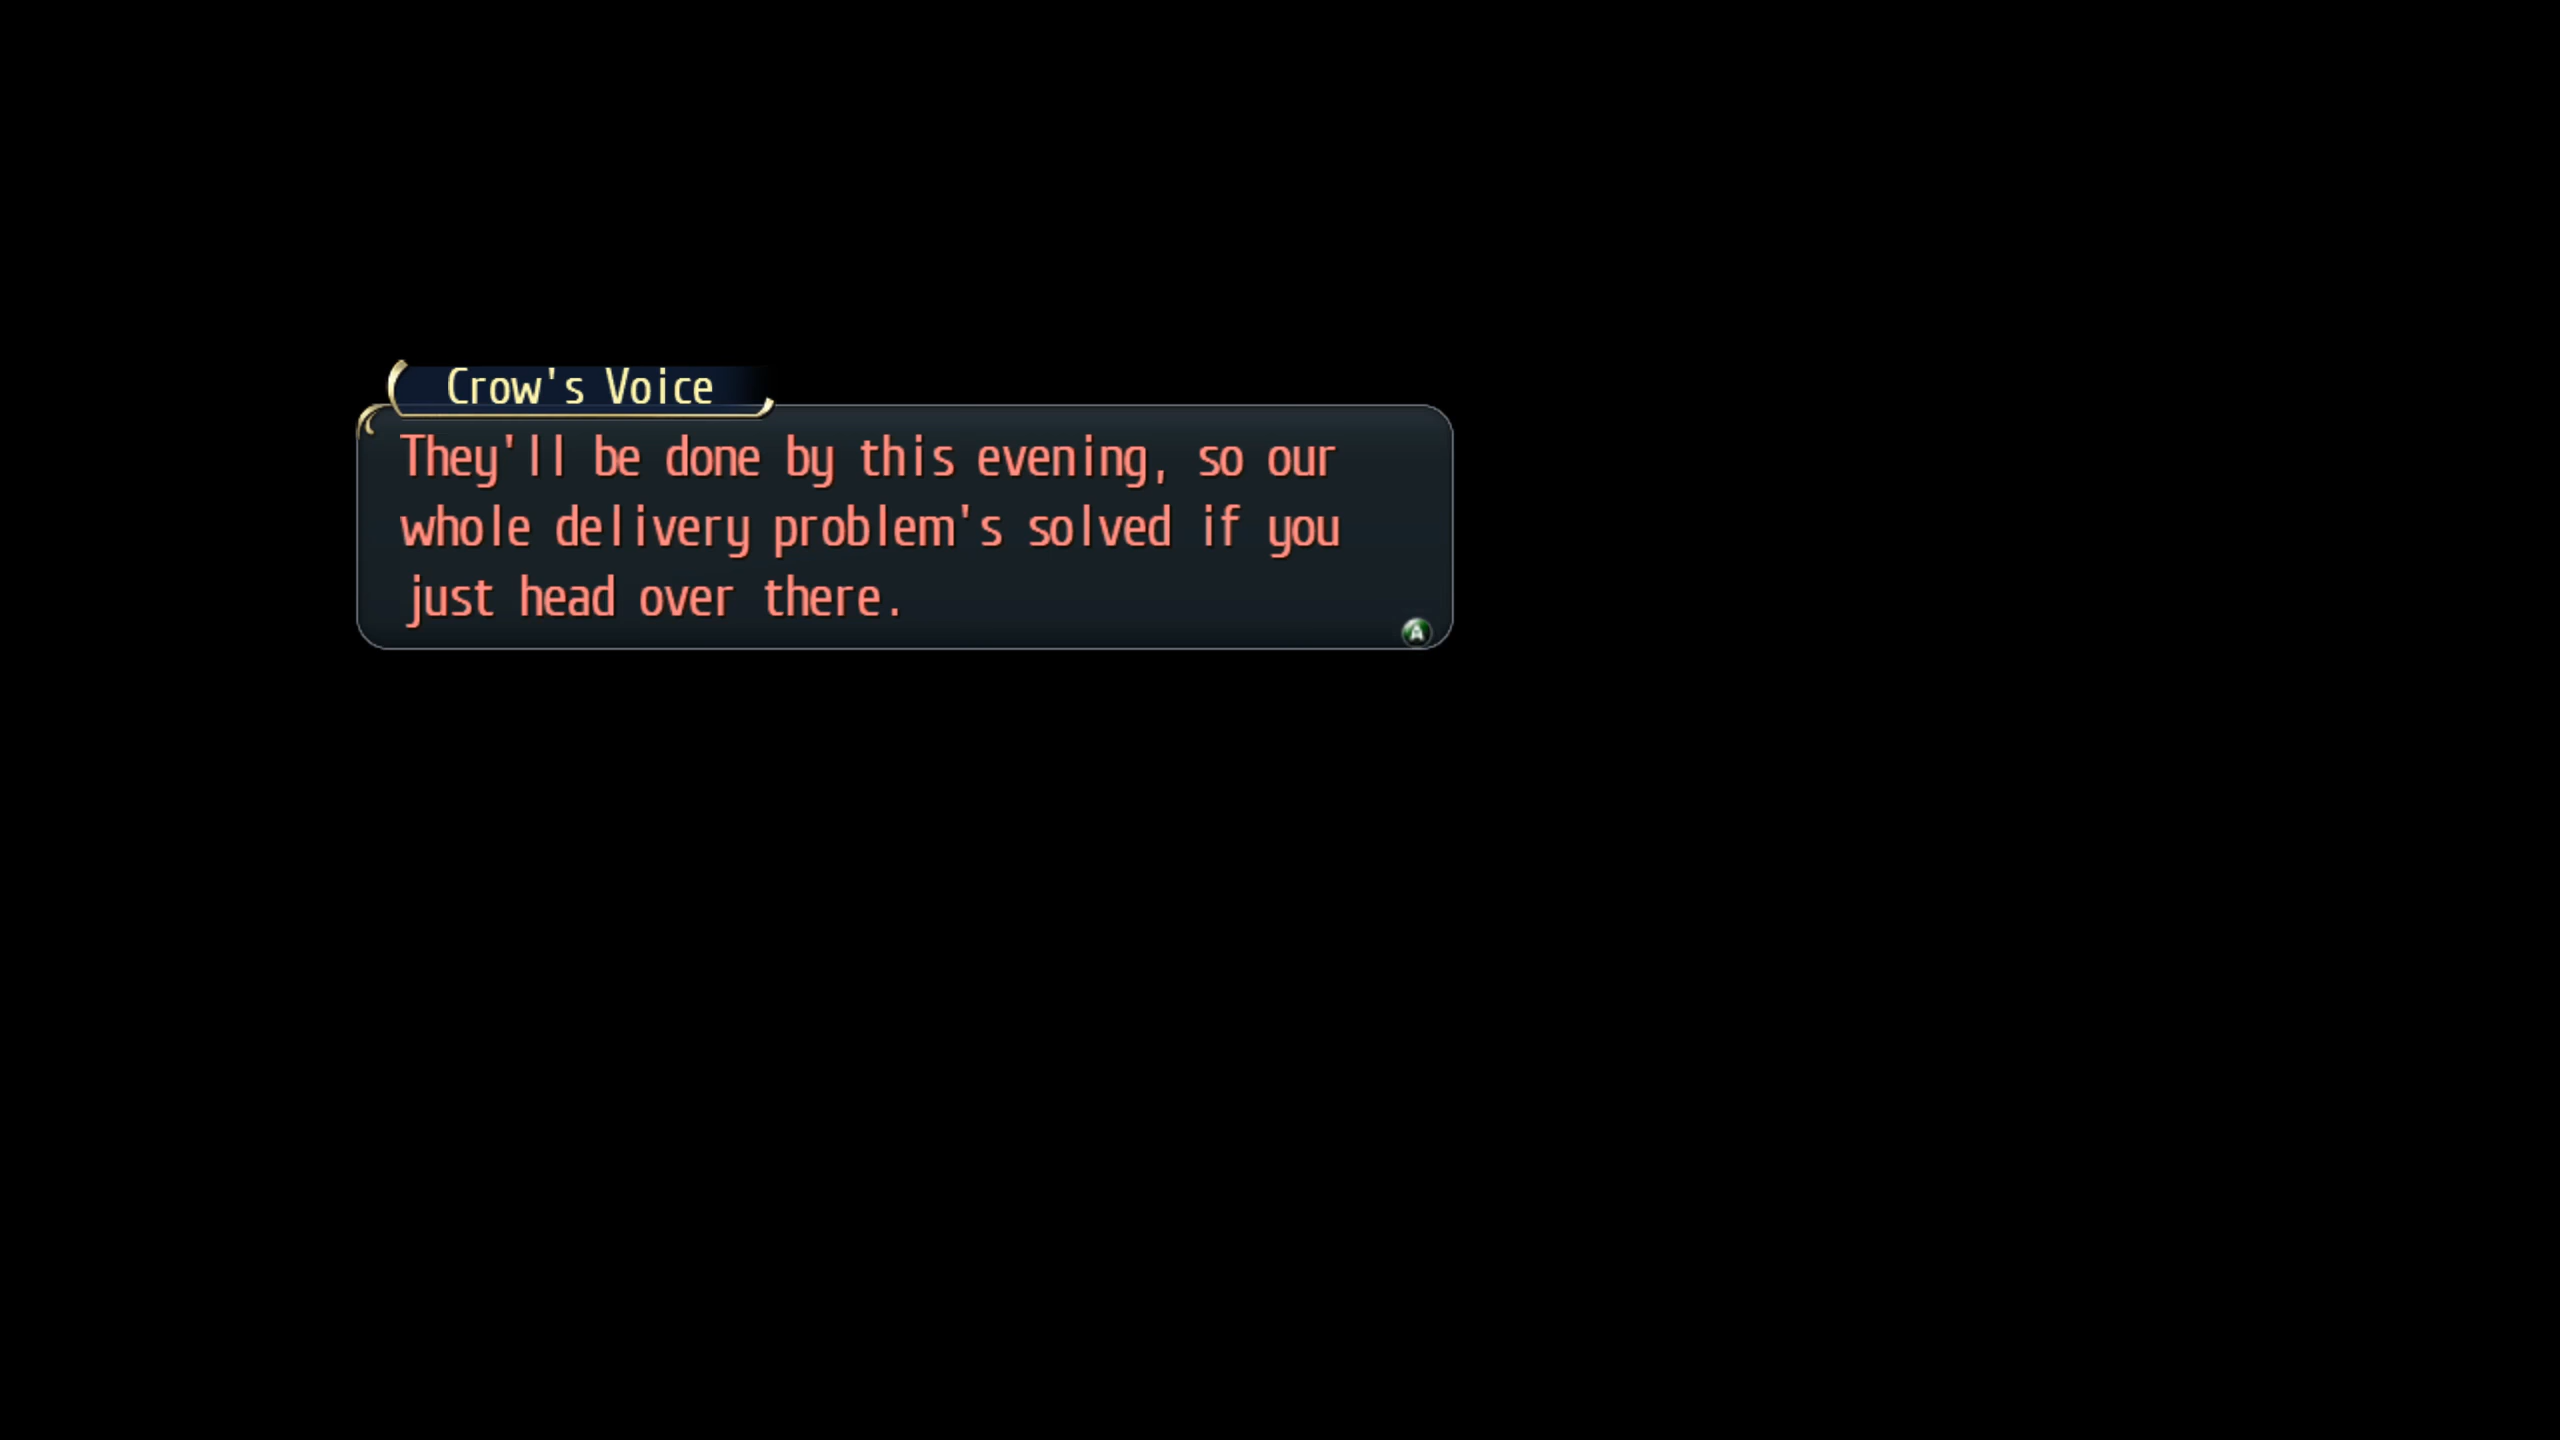 Crow's Voice
They'll be done by this evening, so our
whole delivery problem's solved if you
just head over there.
A